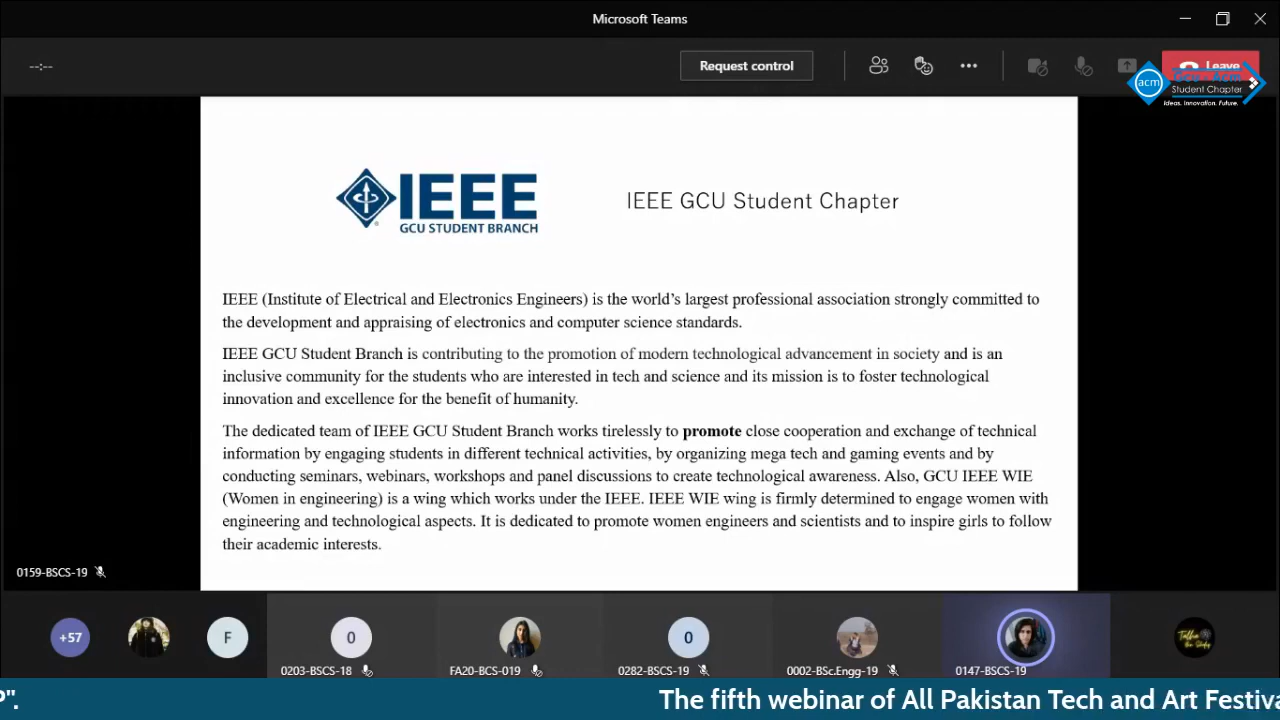 Microsoft Teams
--:--
Request control
Leave
acm
GCU - Acm
Student Chapter
Ideas. Innovation. Future.
IEEE
GCU STUDENT BRANCH
IEEE GCU Student Chapter
IEEE (Institute of Electrical and Electronics Engineers) is the world's largest professional association strongly committed to
the development and appraising of electronics and computer science standards.
IEEE GCU Student Branch is contributing to the promotion of modern technological advancement in society and is an
inclusive community for the students who are interested in tech and science and its mission is to foster technological
innovation and excellence for the benefit of humanity.
The dedicated team of IEEE GCU Student Branch works tirelessly to promote close cooperation and exchange of technical
information by engaging students in different technical activities, by organizing mega tech and gaming events and by
conducting seminars, webinars, workshops and panel discussions to create technological awareness. Also, GCU IEEE WIE
(Women in engineering) is a wing which works under the IEEE. IEEE WIE wing is firmly determined to engage women with
engineering and technological aspects. It is dedicated to promote women engineers and scientists and to inspire girls to follow
their academic interests.
0159-BSCS-19
+57
F
0
0
0203-BSCS-18
FA20-BCS-019
0282-BSCS-19
0002-BSc.Engg-19
0147-BSCS-19
P". The fifth webinar of All Pakistan Tech and Art Festiva